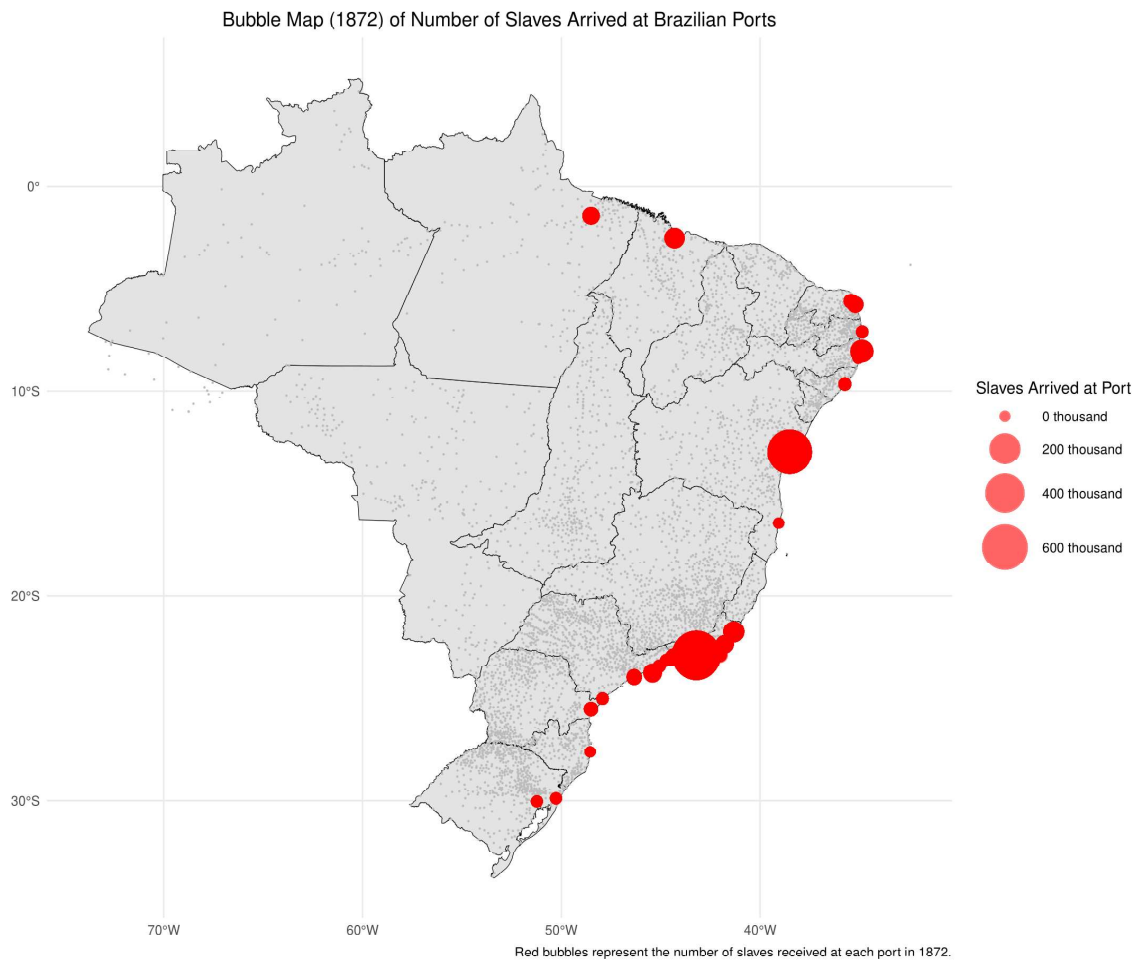 Bubble Map (1872) of Number of Slaves Arrived at Brazilian Ports
0°
10°S
20°S
30°S
70°W
60°W
50°W
40°W
Slaves Arrived at Port
0 thousand
200 thousand
400 thousand
600 thousand
Red bubbles represent the number of slaves received at each port in 1872.